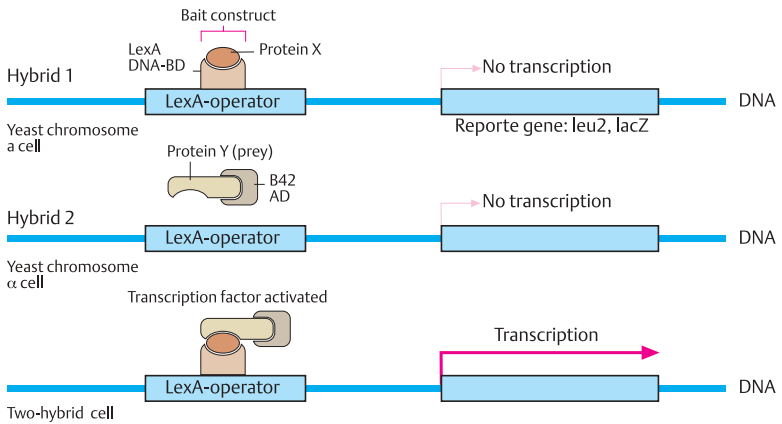 Bait construct
LexA
DNA-BD
Protein X
Hybrid 1
No transcription
LexA-operator
DNA
Yeast chromosome
a cell
Reporte gene: leu2, lacZ
Protein Y (prey)
B42
AD
Hybrid 2
No transcription
LexA-operator
DNA
Yeast chromosome
α cell
Transcription factor activated
Transcription
LexA-operator
DNA
Two-hybrid cell